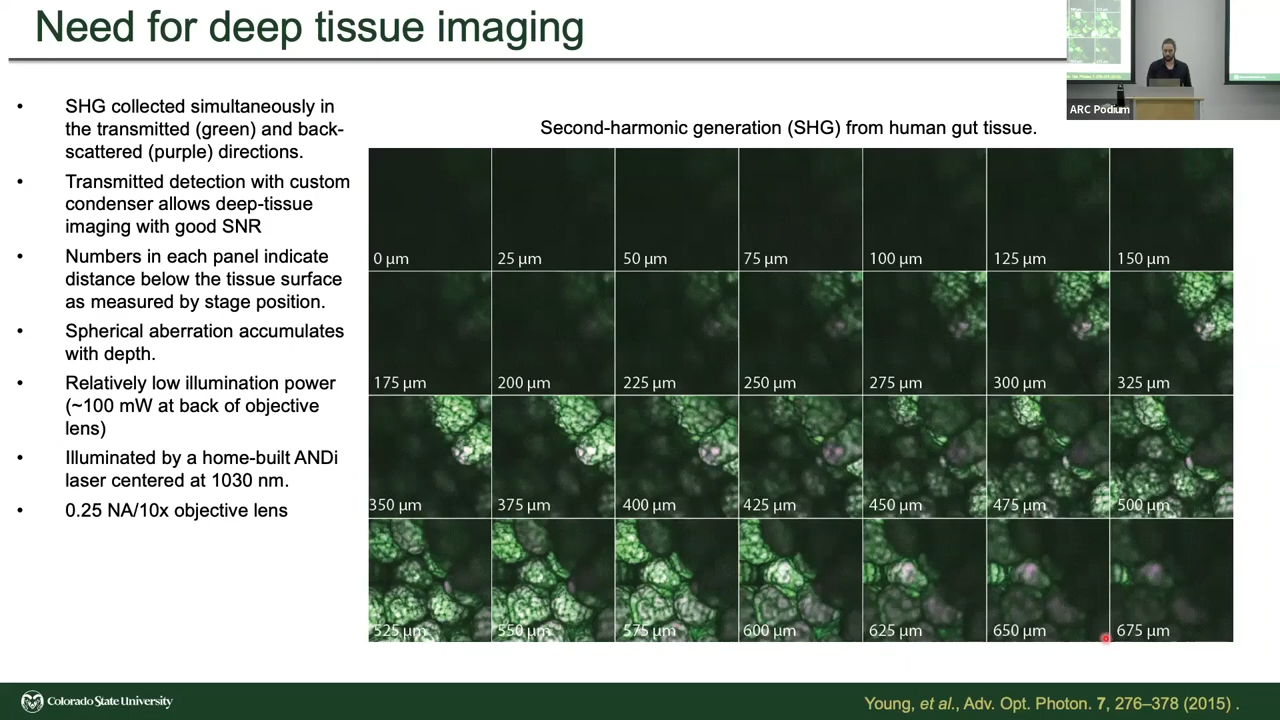 Need for deep tissue imaging
ARC Podium
• SHG collected simultaneously in
the transmitted (green) and back-
scattered (purple) directions.
• Transmitted detection with custom
condenser allows deep-tissue
imaging with good SNR
• Numbers in each panel indicate
distance below the tissue surface
as measured by stage position.
• Spherical aberration accumulates
with depth.
• Relatively low illumination power
(~100 mW at back of objective
lens)
• Illuminated by a home-built ANDi
laser centered at 1030 nm.
• 0.25 NA/10x objective lens
Second-harmonic generation (SHG) from human gut tissue.
0 µm 25 µm 50 µm 75 µm 100 µm 125 µm 150 µm
175 µm 200 µm 225 µm 250 µm 275 µm 300 µm 325 µm
350 µm 375 µm 400 µm 425 µm 450 µm 475 µm 500 µm
525 µm 550 µm 575 µm 600 µm 625 µm 650 µm 675 µm
Colorado State University
Young, et al., Adv. Opt. Photon. 7, 276–378 (2015) .